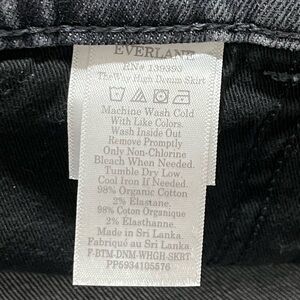 EVERLANE
RN# 139393
The Way High Denim Skirt
Machine Wash Cold
With Like Colors.
Wash Inside Out
Remove Promptly
Only Non-Chlorine
Bleach When Needed.
Tumble Dry Low.
Cool Iron If Needed.
98% Organic Cotton
2% Elastane.
98% Coton Organique
2% Elasthanne.
Made in Sri Lanka.
Fabriqué au Sri Lanka.
F-BTM-DNM-WHGH-SKRT
PP5934105576